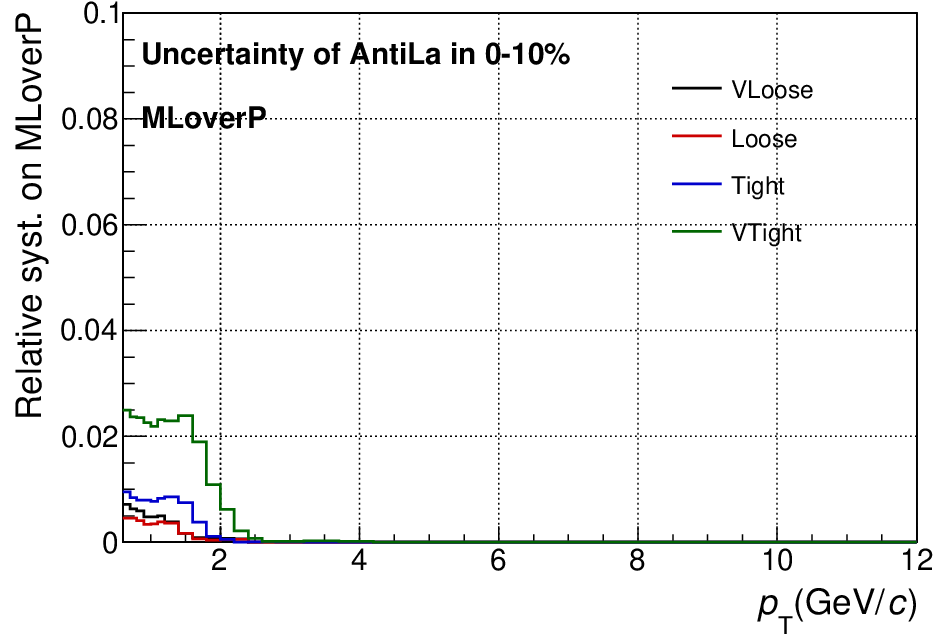 Relative syst. on MLoverP
0.1
0.08
0.06
0.04
0.02
0
Uncertainty of AntiLa in 0-10%
MLoverP
VLoose
Loose
Tight
VTight
2 4 6 8 10 12
pT(GeV/c)